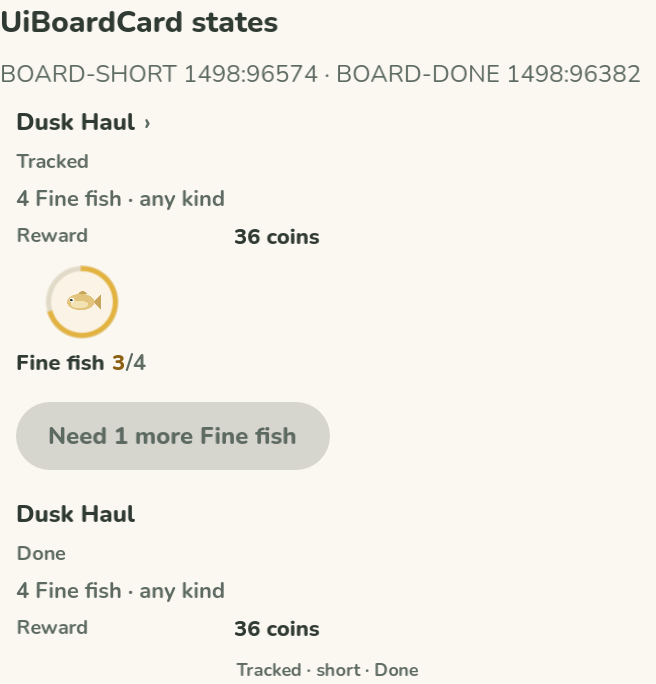 UiBoardCard states
BOARD-SHORT 1498:96574 · BOARD-DONE 1498:96382
Dusk Haul ›
Tracked
4 Fine fish · any kind
Reward 36 coins
Fine fish 3/4
Need 1 more Fine fish
Dusk Haul
Done
4 Fine fish · any kind
Reward 36 coins
Tracked · short · Done